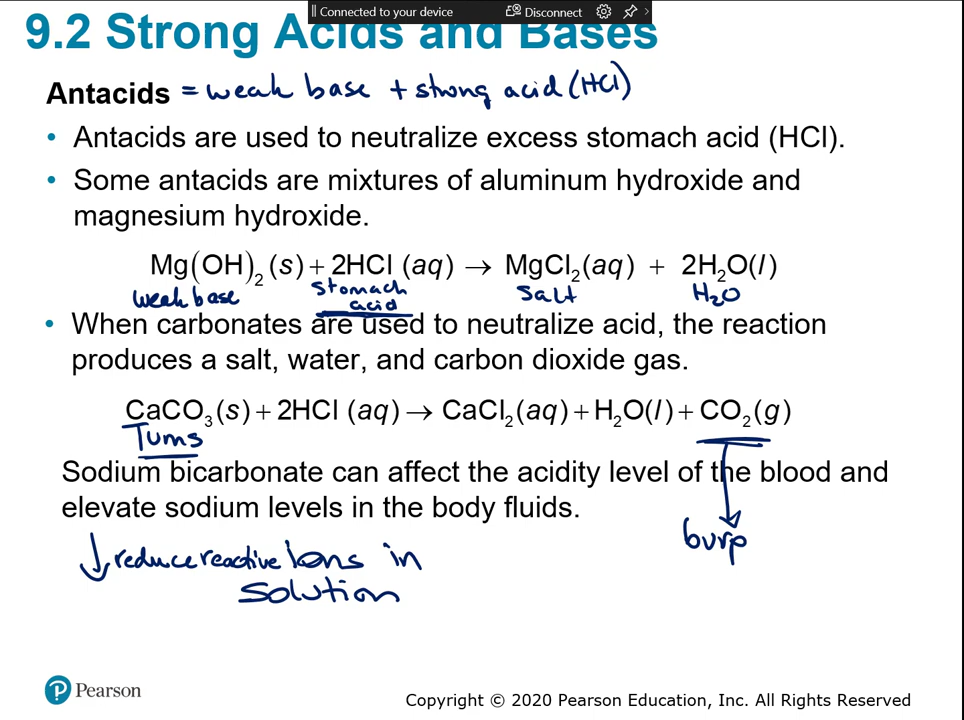 Connected to your device Disconnect
9.2 Strong Acids and Bases
Antacids = weak base + strong acid (HCl)
• Antacids are used to neutralize excess stomach acid (HCl).
• Some antacids are mixtures of aluminum hydroxide and
magnesium hydroxide.
Mg(OH)₂ (s) + 2HCl (aq) → MgCl₂(aq) + 2H₂O(l)
weak base stomach acid salt H₂O
• When carbonates are used to neutralize acid, the reaction
produces a salt, water, and carbon dioxide gas.
CaCO₃(s) + 2HCl (aq) → CaCl₂(aq) + H₂O(l) + CO₂(g)
Tums
Sodium bicarbonate can affect the acidity level of the blood and
elevate sodium levels in the body fluids.
burp
↓ reduce reactive ions in
solution
Pearson
Copyright © 2020 Pearson Education, Inc. All Rights Reserved